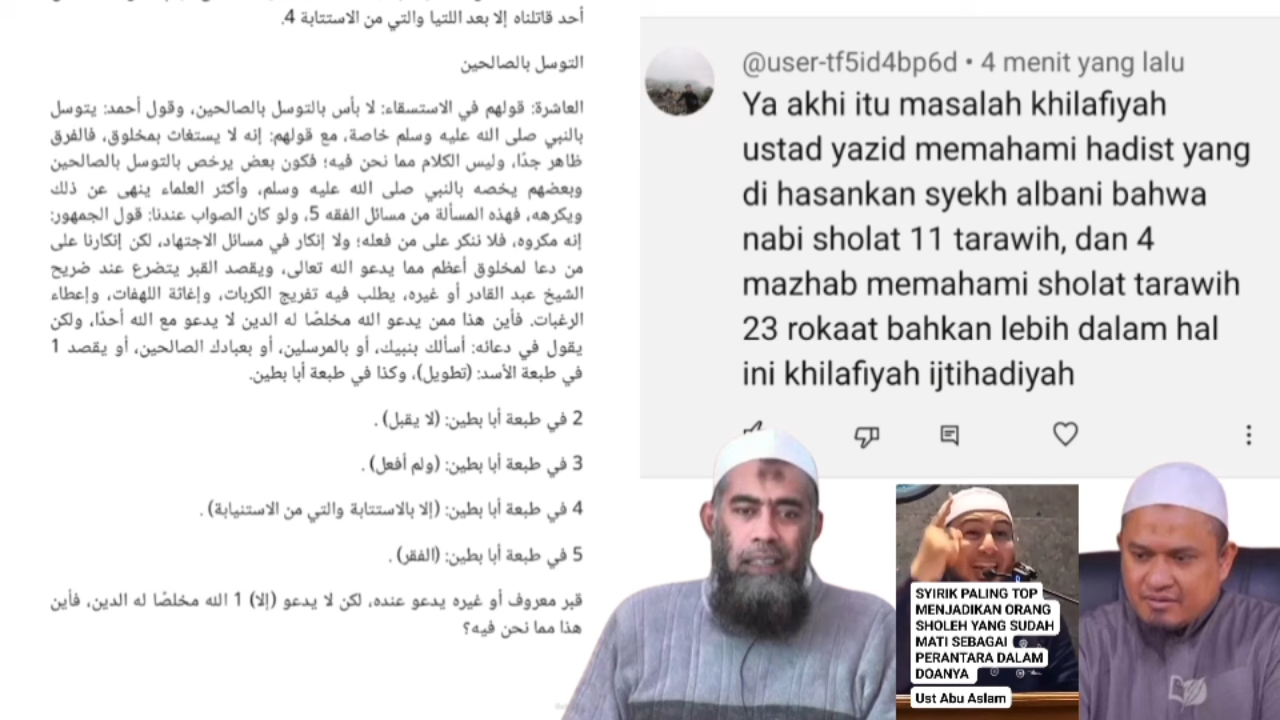 أحد قاتلناه إلا بعد اللتيا والتي من الاستتابة 4.
التوسل بالصالحين
العاشرة: قولهم في الاستسقاء: لا بأس بالتوسل بالصالحين، وقول أحمد: يتوسل
بالنبي صلى الله عليه وسلم خاصة، مع قولهم: إنه لا يستغاث بمخلوق، فالفرق
ظاهر جدًا، وليس الكلام مما نحن فيه؛ فكون بعض يرخص بالتوسل بالصالحين
وبعضهم يخصه بالنبي صلى الله عليه وسلم، وأكثر العلماء ينهى عن ذلك
ويكرهه، فهذه المسألة من مسائل الفقه 5، ولو كان الصواب عندنا: قول الجمهور:
إنه مكروه، فلا ننكر على من فعله؛ ولا إنكار في مسائل الاجتهاد، لكن إنكارنا على
من دعا لمخلوق أعظم مما يدعو الله تعالى، ويقصد القبر يتضرع عند ضريح
الشيخ عبد القادر أو غيره، يطلب فيه تفريج الكربات، وإغاثة اللهفات، وإعطاء
الرغبات. فأين هذا ممن يدعو الله مخلصًا له الدين لا يدعو مع الله أحدًا، ولكن
يقول في دعائه: أسألك بنبيك، أو بالمرسلين، أو بعبادك الصالحين، أو يقصد 1
في طبعة الأسد: (تطويل)، وكذا في طبعة أبا بطين.
2 في طبعة أبا بطين: (لا يقبل) .
3 في طبعة أبا بطين: (ولم أفعل) .
4 في طبعة أبا بطين: (إلا بالاستتابة والتي من الاستنيابة) .
5 في طبعة أبا بطين: (الفقر) .
قبر معروف أو غيره يدعو عنده، لكن لا يدعو (إلا) 1 الله مخلصًا له الدين، فأين
هذا مما نحن فيه؟
@user-tf5id4bp6d • 4 menit yang lalu
Ya akhi itu masalah khilafiyah
ustad yazid memahami hadist yang
di hasankan syekh albani bahwa
nabi sholat 11 tarawih, dan 4
mazhab memahami sholat tarawih
23 rokaat bahkan lebih dalam hal
ini khilafiyah ijtihadiyah
SYIRIK PALING TOP
MENJADIKAN ORANG
SHOLEH YANG SUDAH
MATI SEBAGAI
PERANTARA DALAM
DOANYA
Ust Abu Aslam